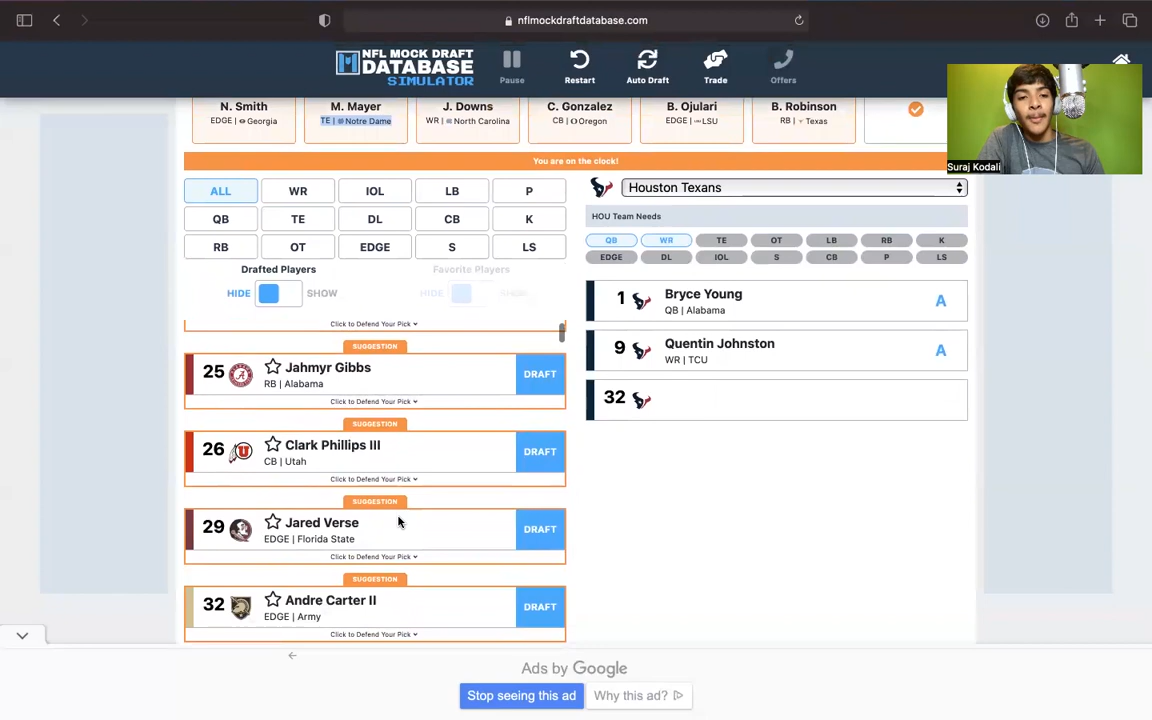 nflmockdraftdatabase.com
NFL MOCK DRAFT
DATABASE
SIMULATOR
Pause
Restart
Auto Draft
Trade
Offers
N. Smith
EDGE | Georgia
M. Mayer
TE | Notre Dame
J. Downs
WR | North Carolina
C. Gonzalez
CB | Oregon
B. Ojulari
EDGE | LSU
B. Robinson
RB | Texas
Suraj Kodali
You are on the clock!
ALL
WR
IOL
LB
P
QB
TE
DL
CB
K
RB
OT
EDGE
S
LS
Drafted Players
HIDE
SHOW
Favorite Players
HIDE
SHOW
Click to Defend Your Pick
SUGGESTION
25
Jahmyr Gibbs
RB | Alabama
DRAFT
Click to Defend Your Pick
SUGGESTION
26
Clark Phillips III
CB | Utah
DRAFT
Click to Defend Your Pick
SUGGESTION
29
Jared Verse
EDGE | Florida State
DRAFT
Click to Defend Your Pick
SUGGESTION
32
Andre Carter II
EDGE | Army
DRAFT
Click to Defend Your Pick
Houston Texans
HOU Team Needs
QB WR TE OT LB RB K
EDGE DL IOL S CB P LS
1
Bryce Young
QB | Alabama
A
9
Quentin Johnston
WR | TCU
A
32
Ads by Google
Stop seeing this ad
Why this ad?